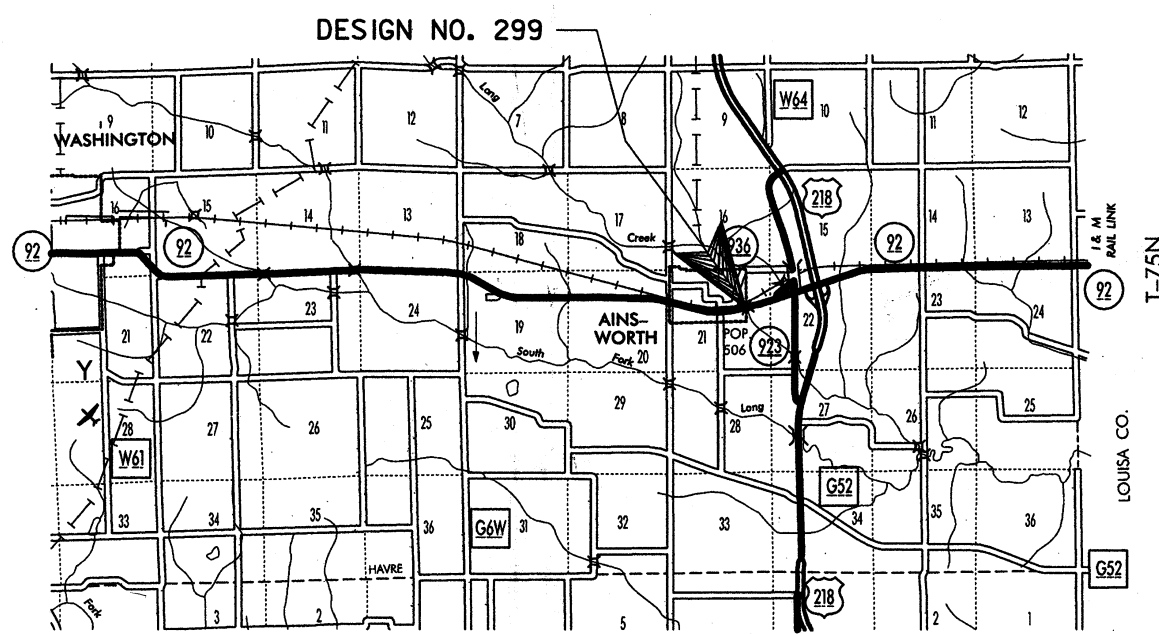 DESIGN NO. 299
9
WASHINGTON
10
11
12
Long
7
8
9
W64
10
11
12
16
15
14
13
17
18
Creek
16
936
218
15
14
13
I & M
RAIL LINK
T-75N
92
92
92
92
21
22
23
24
19
AINS-
WORTH
20
21
POP
506
923
22
23
24
South
Fork
Y
28
27
26
25
30
29
Long
28
27
26
25
W61
G52
LOUISA CO.
33
34
35
36
G6W
31
32
33
34
35
36
HAVRE
G52
218
Fork
3
2
5
2
1